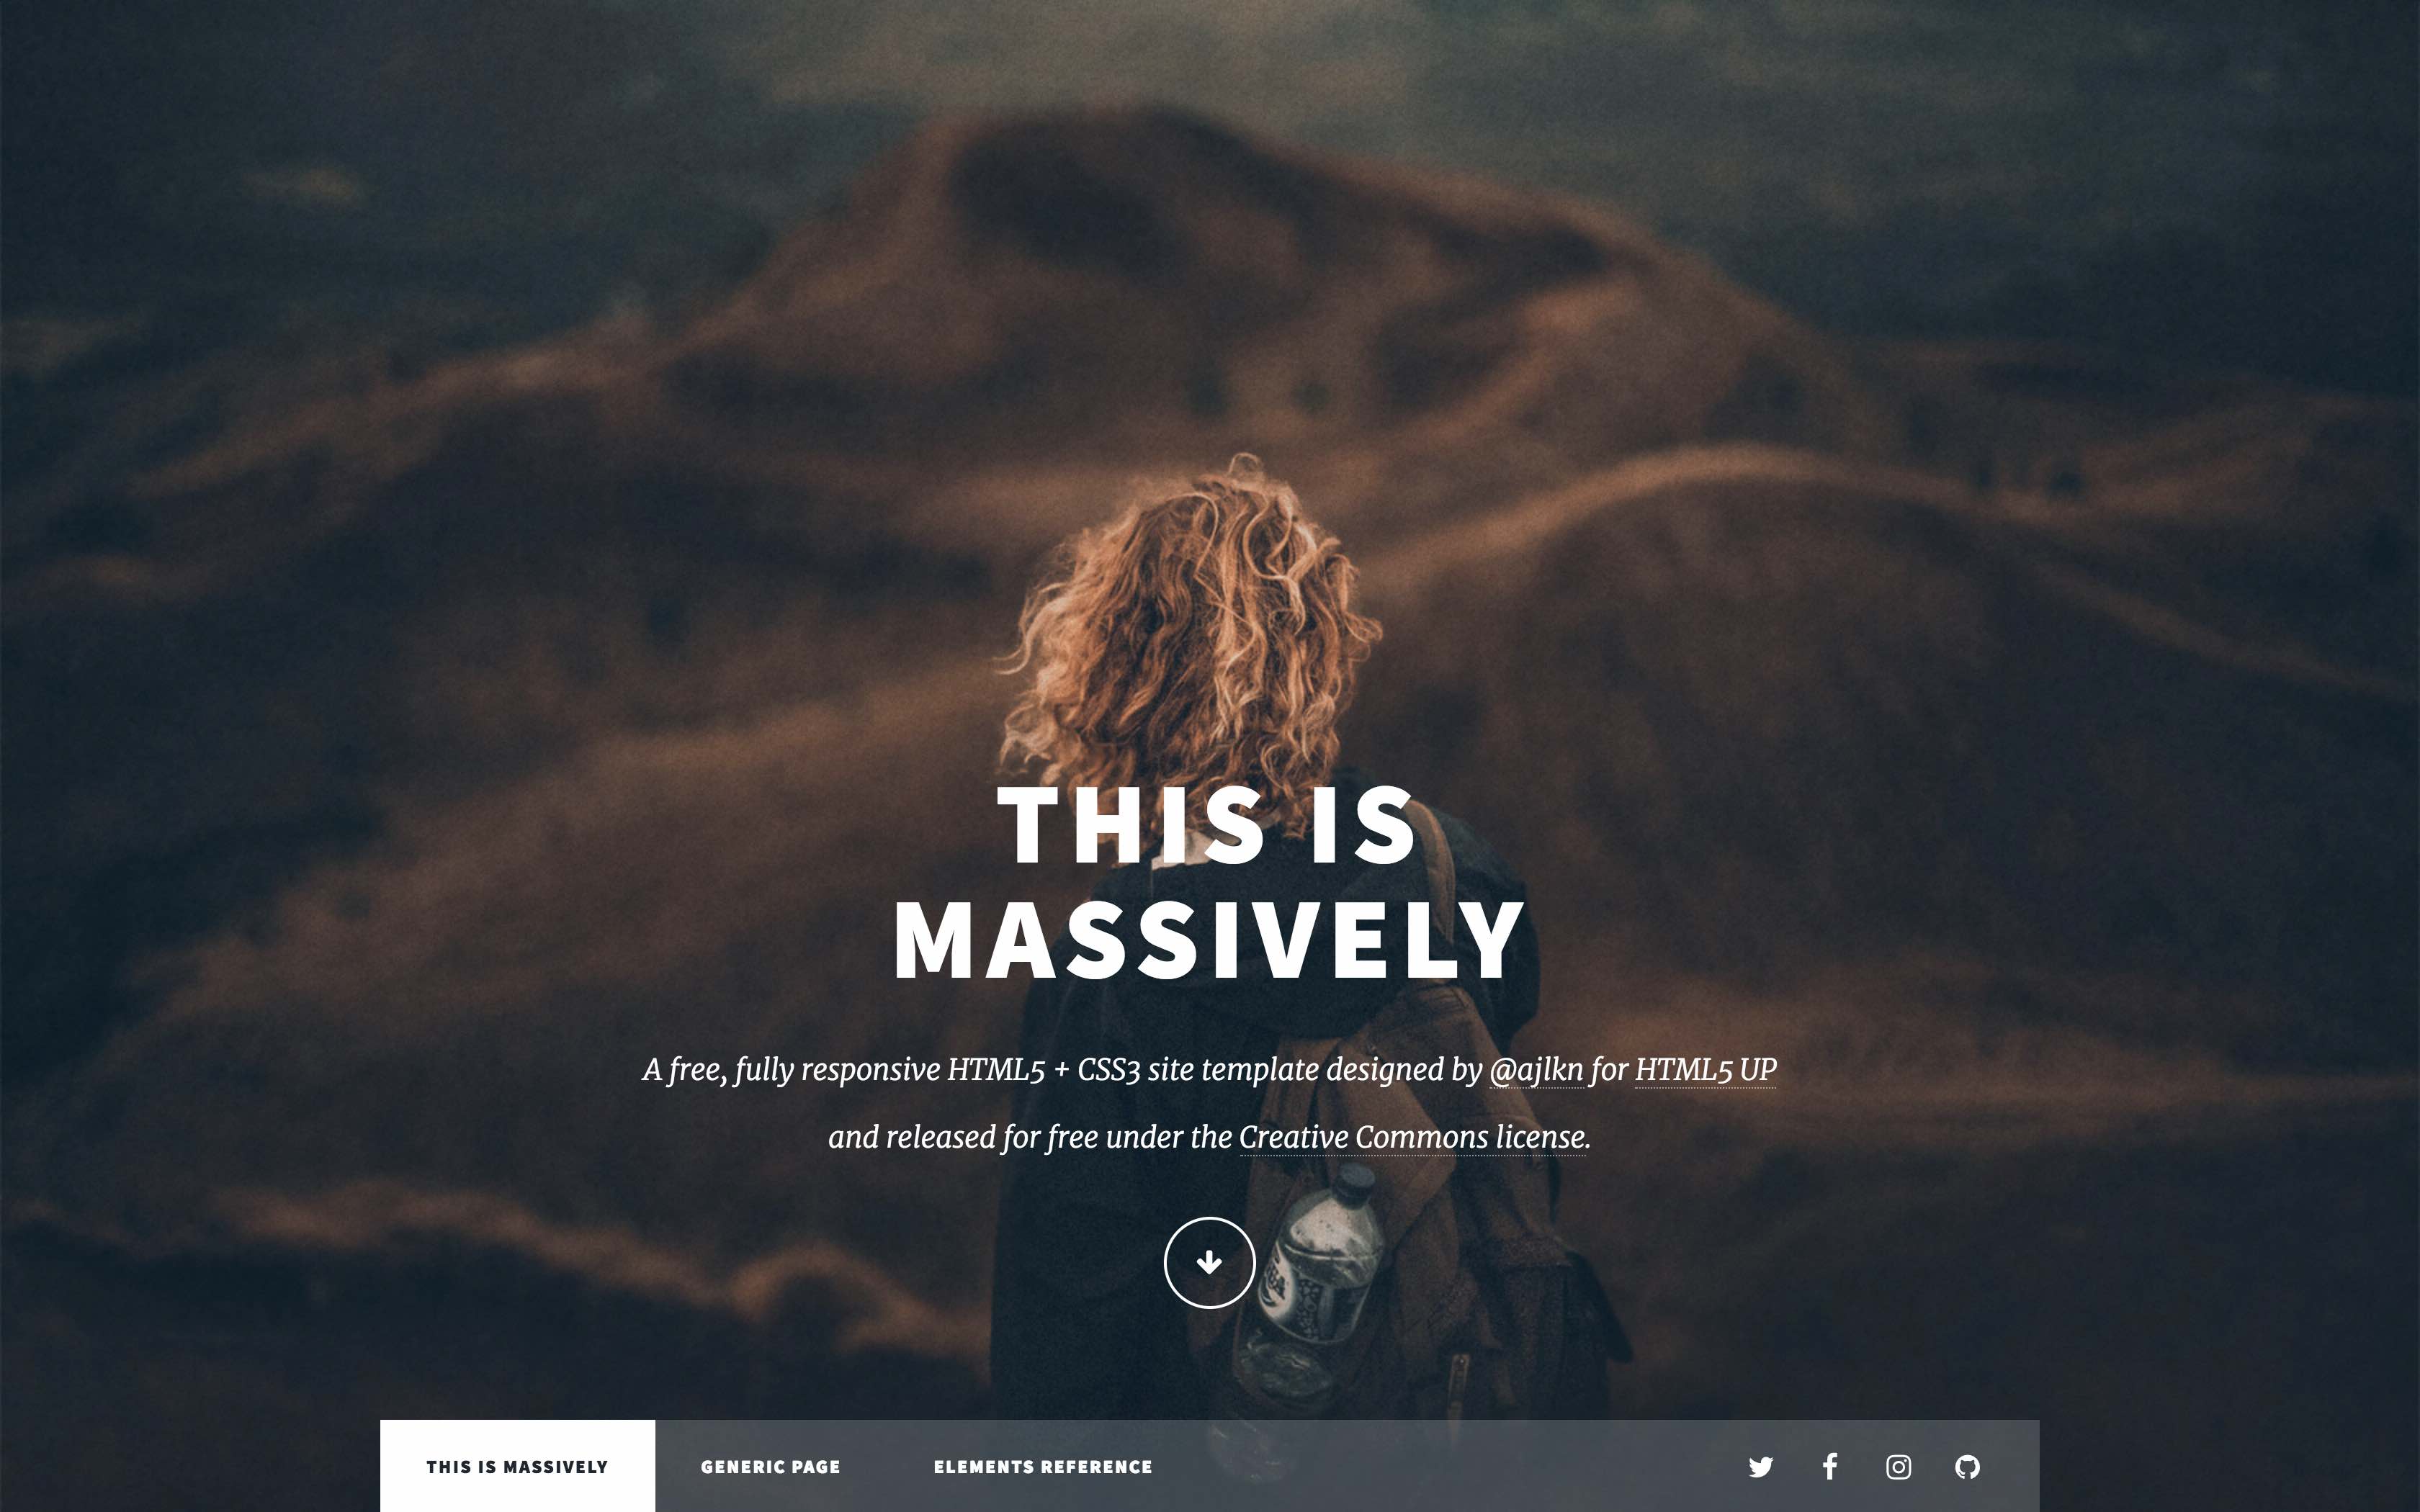 THIS IS
MASSIVELY
A free, fully responsive HTML5 + CSS3 site template designed by @ajlkn for HTML5 UP
and released for free under the Creative Commons license.
THIS IS MASSIVELY
GENERIC PAGE
ELEMENTS REFERENCE